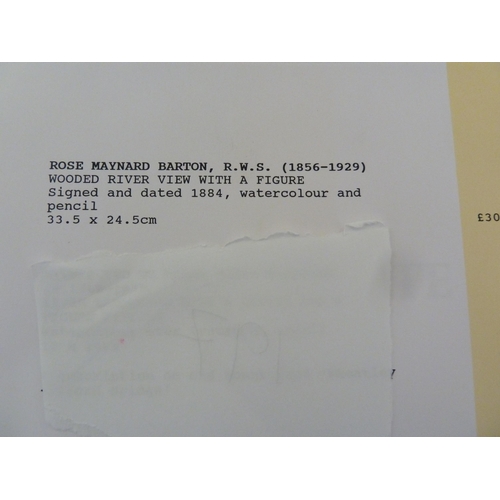 ROSE MAYNARD BARTON, R.W.S. (1856-1929)
WOODED RIVER VIEW WITH A FIGURE
Signed and dated 1884, watercolour and
pencil
33.5 x 24.5cm
£30